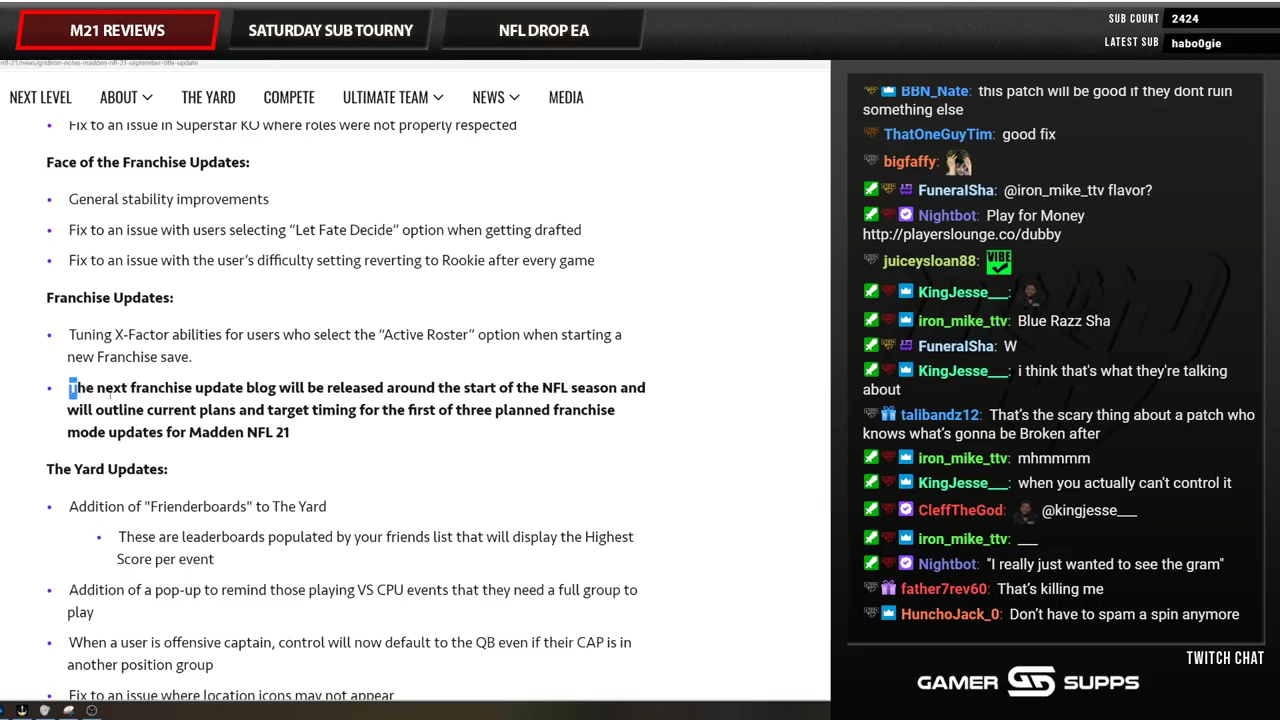 M21 REVIEWS
SATURDAY SUB TOURNY
NFL DROP EA
SUB COUNT 2424
LATEST SUB habo0gie
nfl-21/news/gridiron-notes-madden-nfl-21-september-title-update
NEXT LEVEL ABOUT THE YARD COMPETE ULTIMATE TEAM NEWS MEDIA
• Fix to an issue in Superstar KO where roles were not properly respected
Face of the Franchise Updates:
• General stability improvements
• Fix to an issue with users selecting “Let Fate Decide” option when getting drafted
• Fix to an issue with the user’s difficulty setting reverting to Rookie after every game
Franchise Updates:
• Tuning X-Factor abilities for users who select the “Active Roster” option when starting a
new Franchise save.
• The next franchise update blog will be released around the start of the NFL season and
will outline current plans and target timing for the first of three planned franchise
mode updates for Madden NFL 21
The Yard Updates:
• Addition of "Frienderboards" to The Yard
• These are leaderboards populated by your friends list that will display the Highest
Score per event
• Addition of a pop-up to remind those playing VS CPU events that they need a full group to
play
• When a user is offensive captain, control will now default to the QB even if their CAP is in
another position group
• Fix to an issue where location icons may not appear
BBN_Nate: this patch will be good if they dont ruin
something else
ThatOneGuyTim: good fix
bigfaffy:
FuneralSha: @iron_mike_ttv flavor?
Nightbot: Play for Money
http://playerslounge.co/dubby
juiceysloan88: VIBE
KingJesse___:
iron_mike_ttv: Blue Razz Sha
FuneralSha: W
KingJesse___: i think that's what they're talking
about
talibandz12: That’s the scary thing about a patch who
knows what’s gonna be Broken after
iron_mike_ttv: mhmmmm
KingJesse___: when you actually can't control it
CleffTheGod: @kingjesse___
iron_mike_ttv: ___
Nightbot: "I really just wanted to see the gram"
father7rev60: That’s killing me
HunchoJack_0: Don’t have to spam a spin anymore
TWITCH CHAT
GAMER GS SUPPS